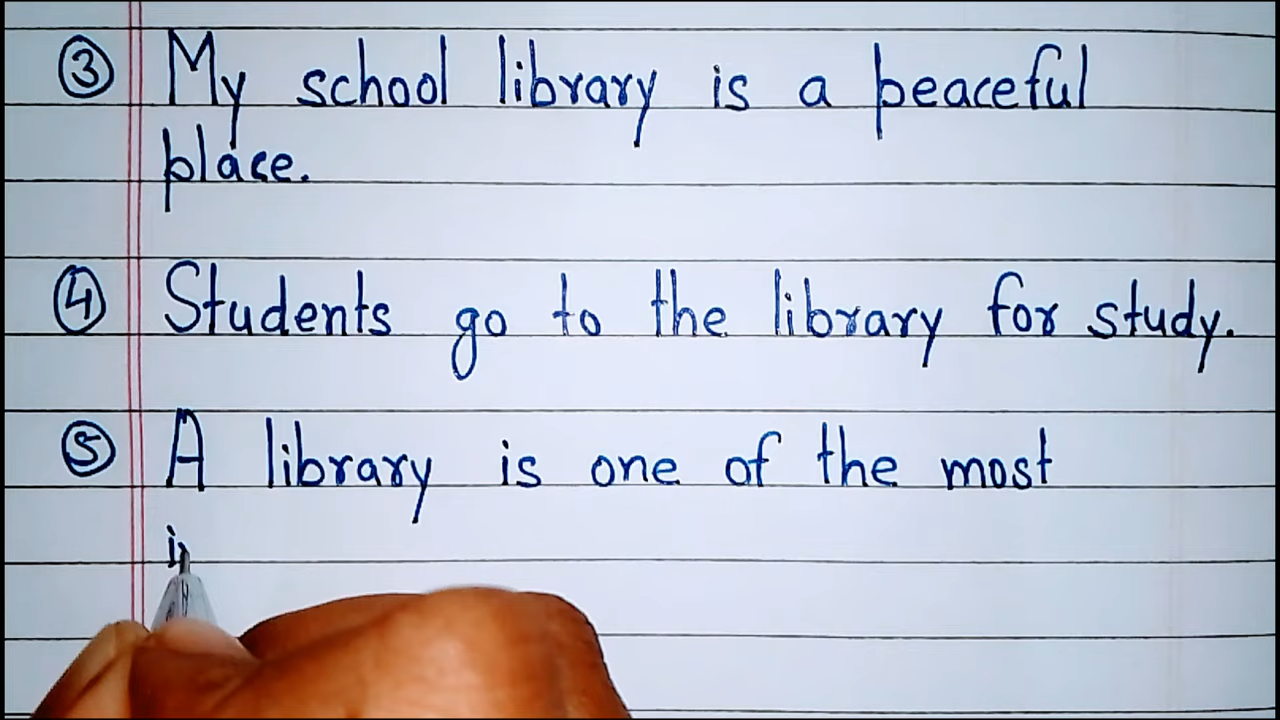 ③ My school library is a peaceful
place.
④ Students go to the library for study.
⑤ A library is one of the most